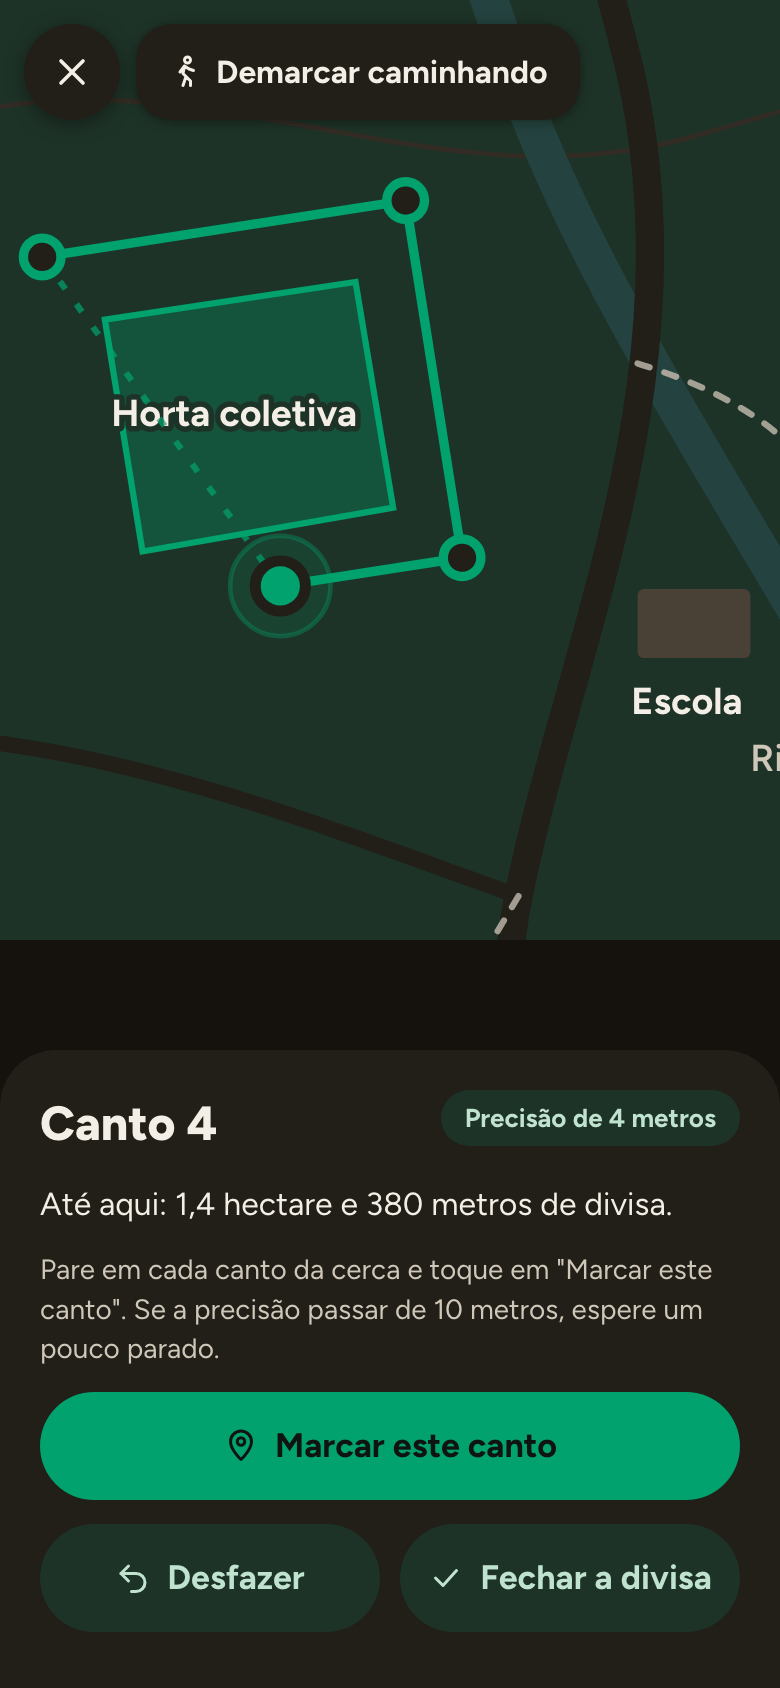 Demarcar caminhando
Horta coletiva
Escola
Ri
Canto 4
Precisão de 4 metros
Até aqui: 1,4 hectare e 380 metros de divisa.
Pare em cada canto da cerca e toque em "Marcar este
canto". Se a precisão passar de 10 metros, espere um
pouco parado.
Marcar este canto
Desfazer
Fechar a divisa